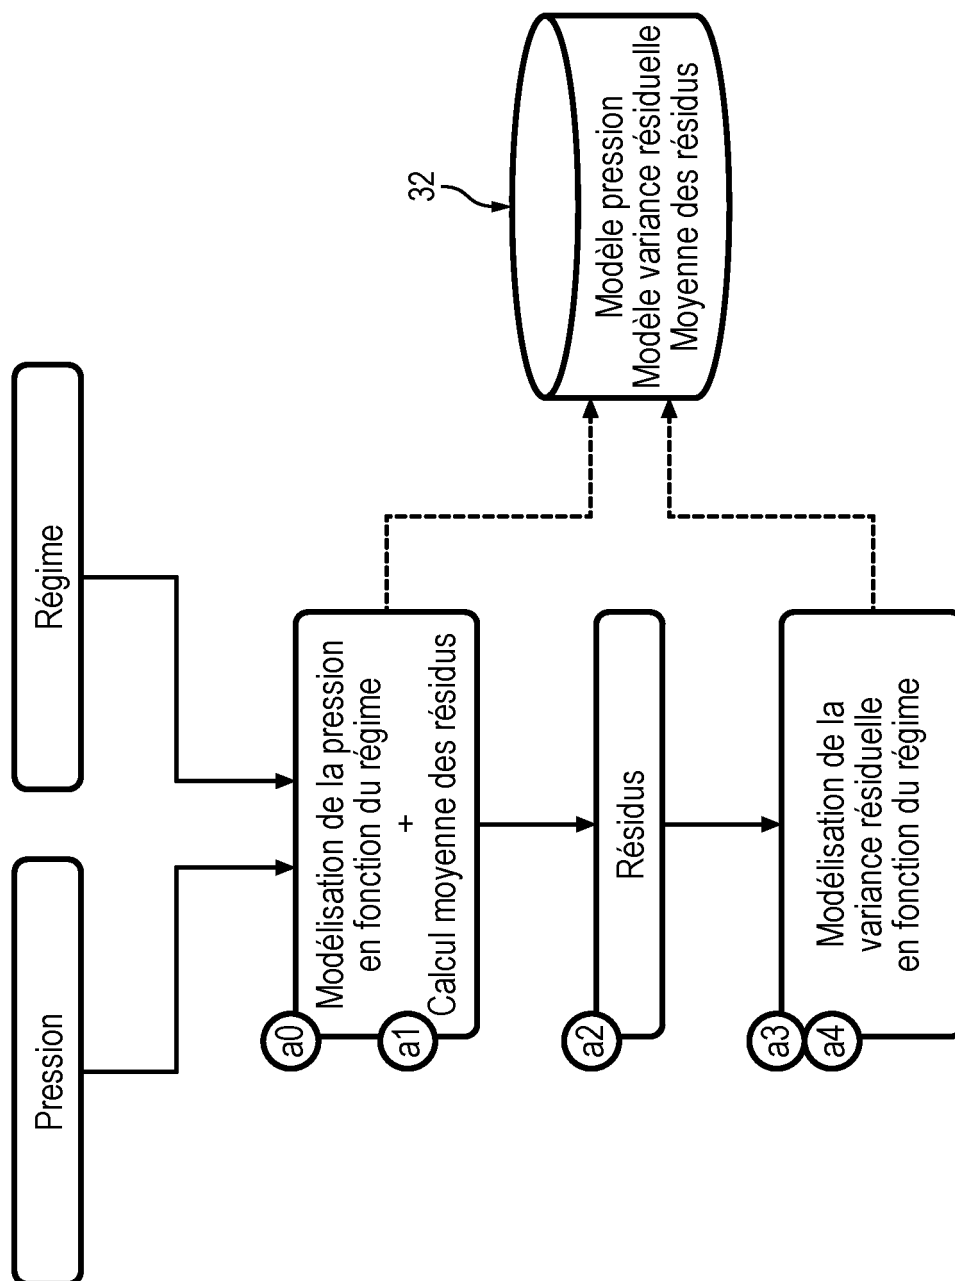 Pression
Régime
a0
Modélisation de la pression
en fonction du régime
+
a1
Calcul moyenne des résidus
a2
Résidus
a3
a4
Modélisation de la
variance résiduelle
en fonction du régime
32
Modèle pression
Modèle variance résiduelle
Moyenne des résidus